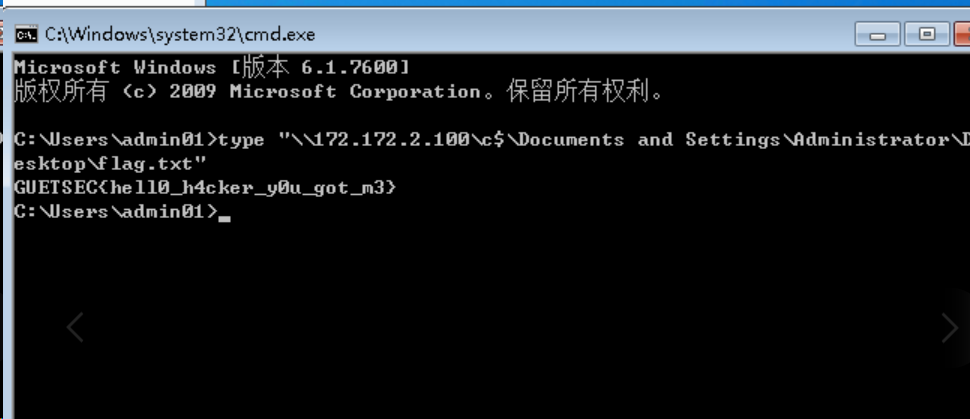 C:\Windows\system32\cmd.exe
Microsoft Windows [版本 6.1.7600]
版权所有 (c) 2009 Microsoft Corporation。保留所有权利。
C:\Users\admin01>type "\\172.172.2.100\c$\Documents and Settings\Administrator\D
esktop\flag.txt"
GUETSEC{hell0_h4cker_y0u_got_m3}
C:\Users\admin01>_